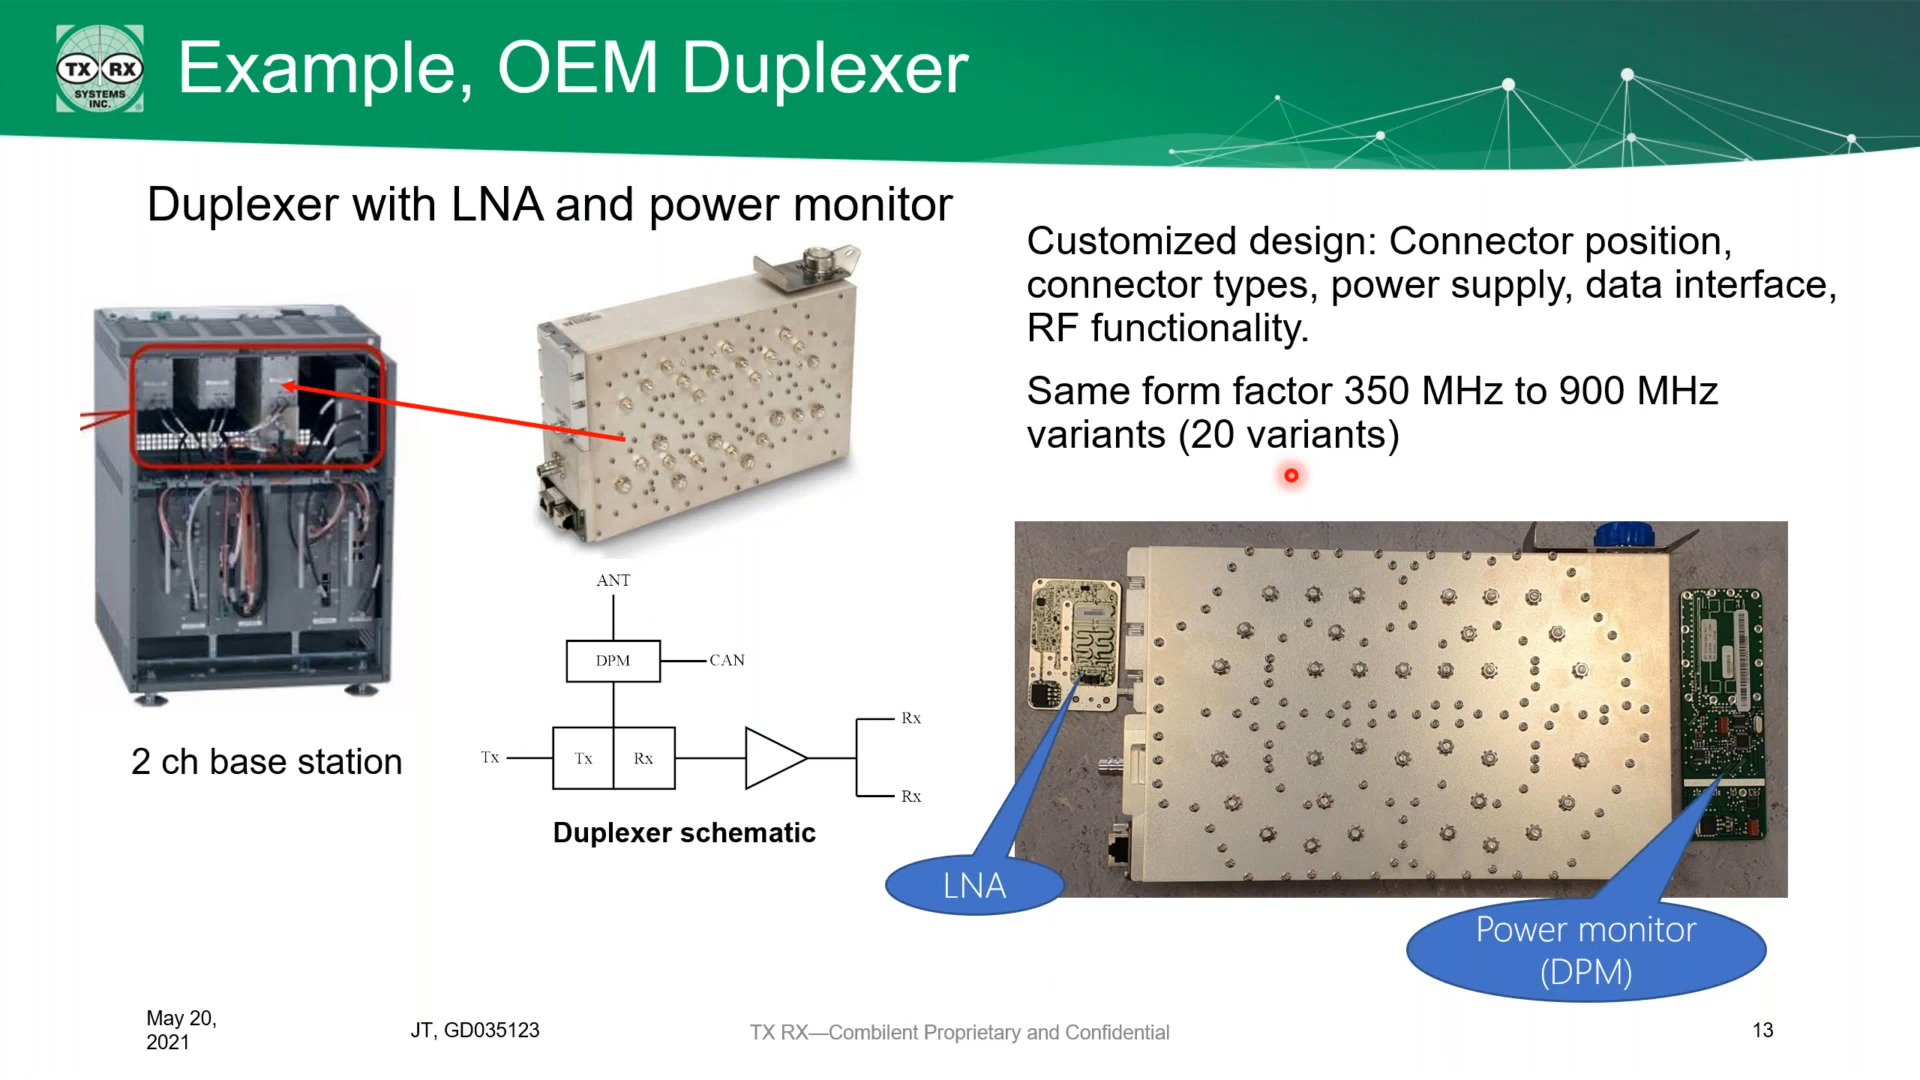 TX RX
SYSTEMS
INC.
Example, OEM Duplexer
Duplexer with LNA and power monitor
Customized design: Connector position,
connector types, power supply, data interface,
RF functionality.
Same form factor 350 MHz to 900 MHz
variants (20 variants)
2 ch base station
ANT
DPM
CAN
Tx
Tx
Rx
Rx
Rx
Duplexer schematic
LNA
Power monitor
(DPM)
May 20,
2021
JT, GD035123
TX RX—Combilent Proprietary and Confidential
13